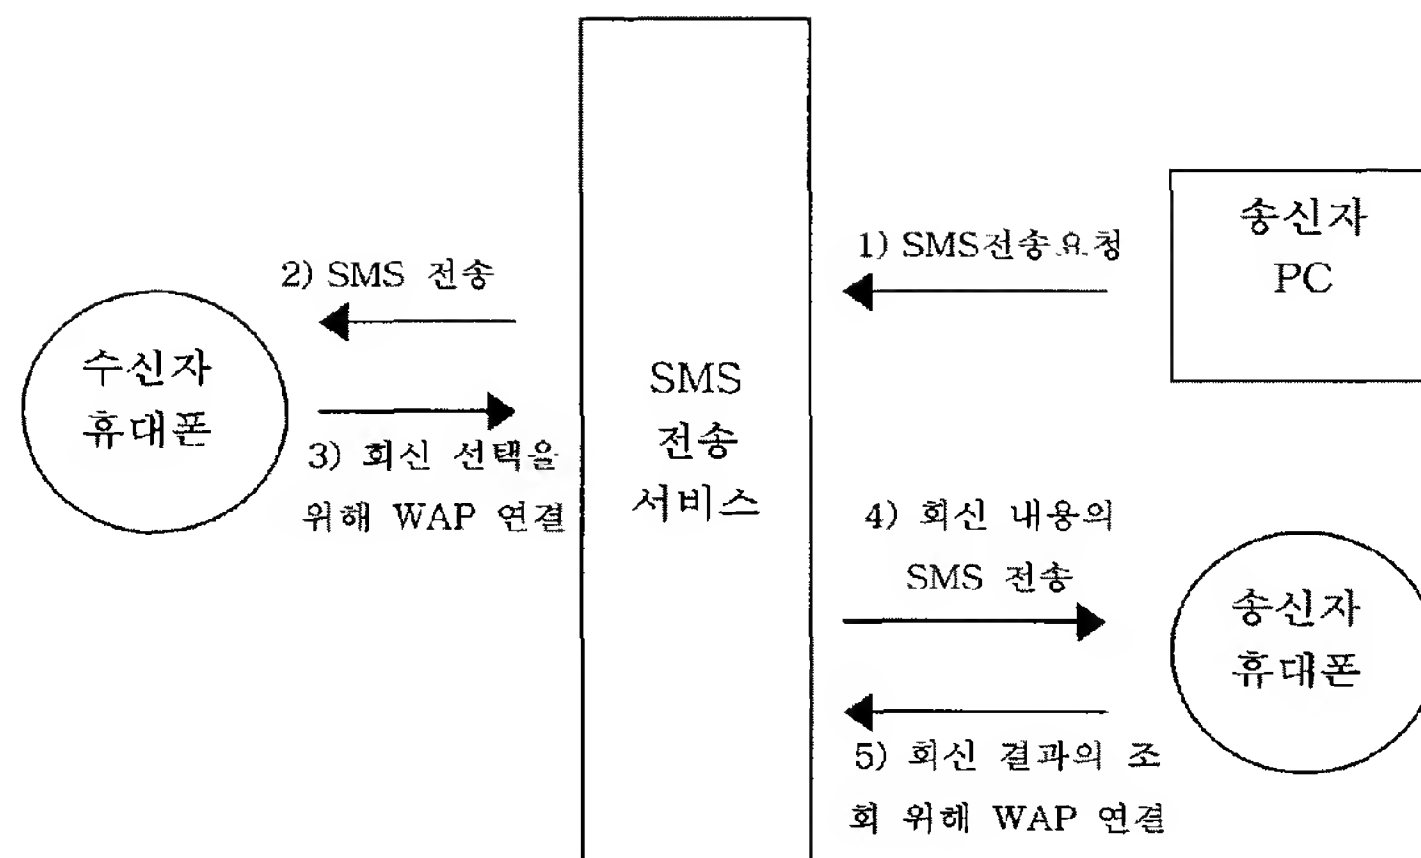 1) SMS전송요청
송신자
PC
2) SMS 전송
수신자
휴대폰
3) 회신 선택을
위해 WAP 연결
SMS
전송
서비스
4) 회신 내용의
SMS 전송
송신자
휴대폰
5) 회신 결과의 조
회 위해 WAP 연결